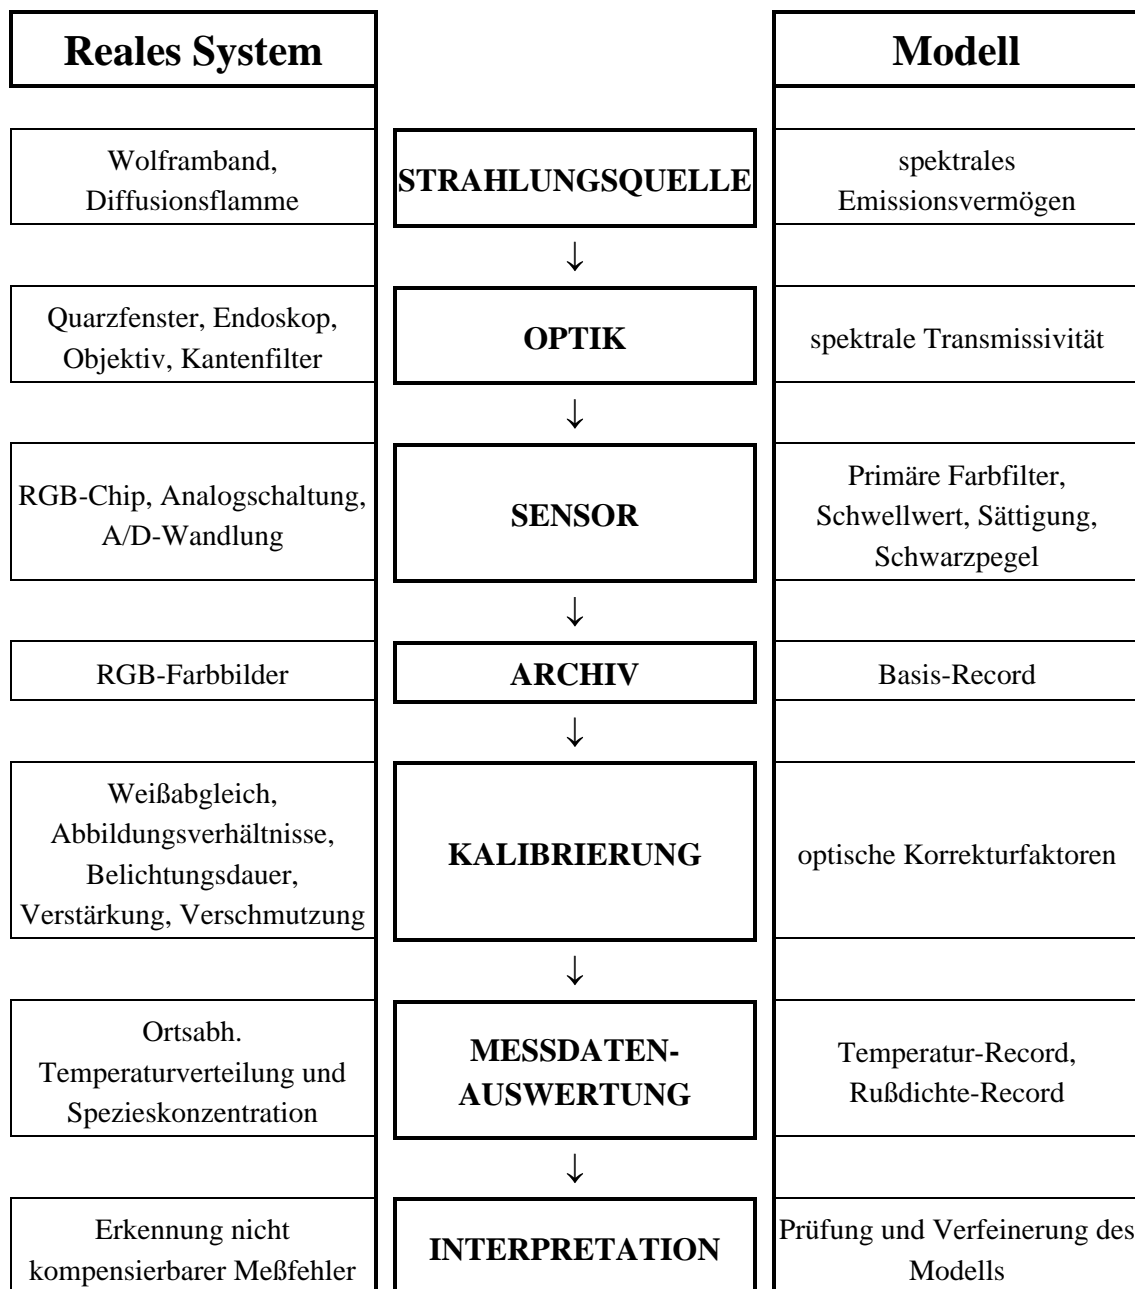 Reales System
Modell
Wolframband,
Diffusionsflamme
STRAHLUNGSQUELLE
spektrales
Emissionsvermögen
↓
Quarzfenster, Endoskop,
Objektiv, Kantenfilter
OPTIK
spektrale Transmissivität
↓
RGB-Chip, Analogschaltung,
A/D-Wandlung
SENSOR
Primäre Farbfilter,
Schwellwert, Sättigung,
Schwarzpegel
↓
RGB-Farbbilder
ARCHIV
Basis-Record
↓
Weißabgleich,
Abbildungsverhältnisse,
Belichtungsdauer,
Verstärkung, Verschmutzung
KALIBRIERUNG
optische Korrekturfaktoren
↓
Ortsabh.
Temperaturverteilung und
Spezieskonzentration
MESSDATEN-
AUSWERTUNG
Temperatur-Record,
Rußdichte-Record
↓
Erkennung nicht
kompensierbarer Meßfehler
INTERPRETATION
Prüfung und Verfeinerung des
Modells